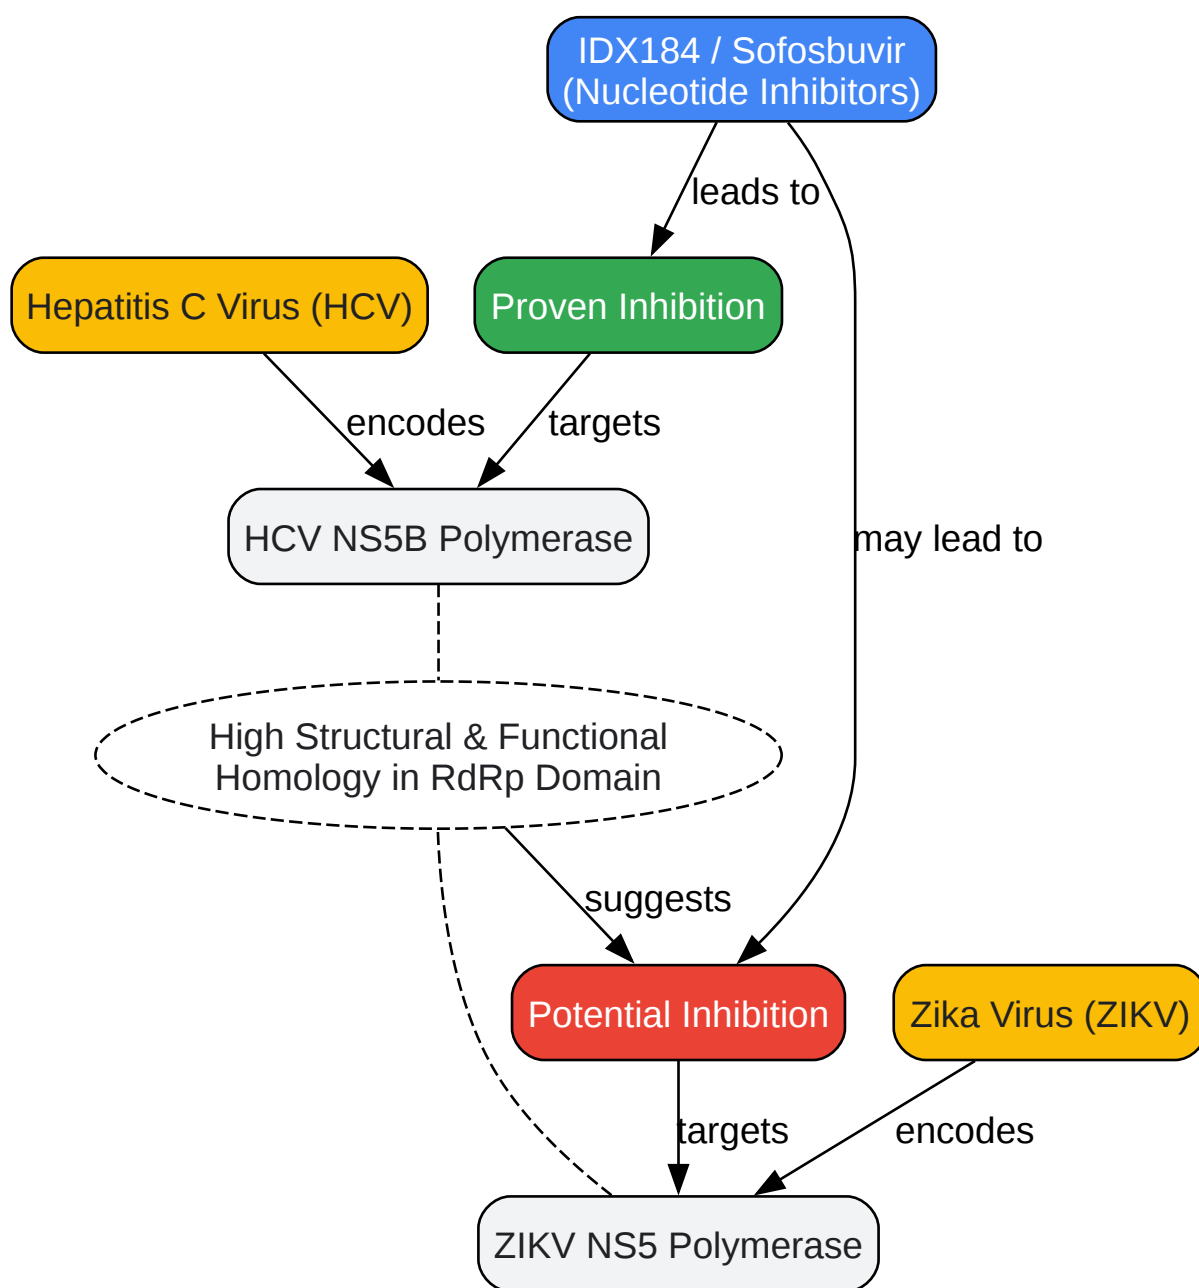 IDX184 / Sofosbuvir
(Nucleotide Inhibitors)
leads to
Hepatitis C Virus (HCV)
Proven Inhibition
encodes
targets
HCV NS5B Polymerase
may lead to
High Structural & Functional
Homology in RdRp Domain
suggests
Potential Inhibition
Zika Virus (ZIKV)
targets
encodes
ZIKV NS5 Polymerase